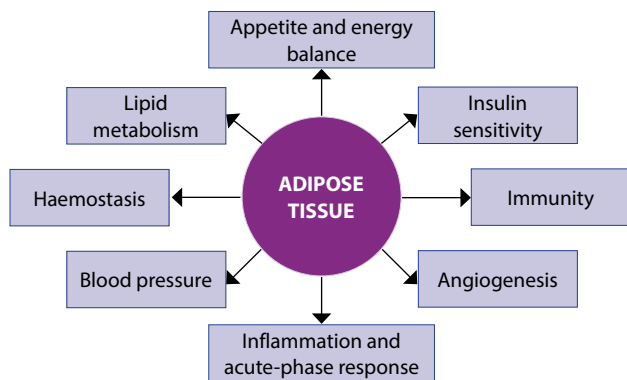 Appetite and energy
balance
Lipid
metabolism
Insulin
sensitivity
ADIPOSE
TISSUE
Haemostasis
Immunity
Blood pressure
Angiogenesis
Inflammation and
acute-phase response